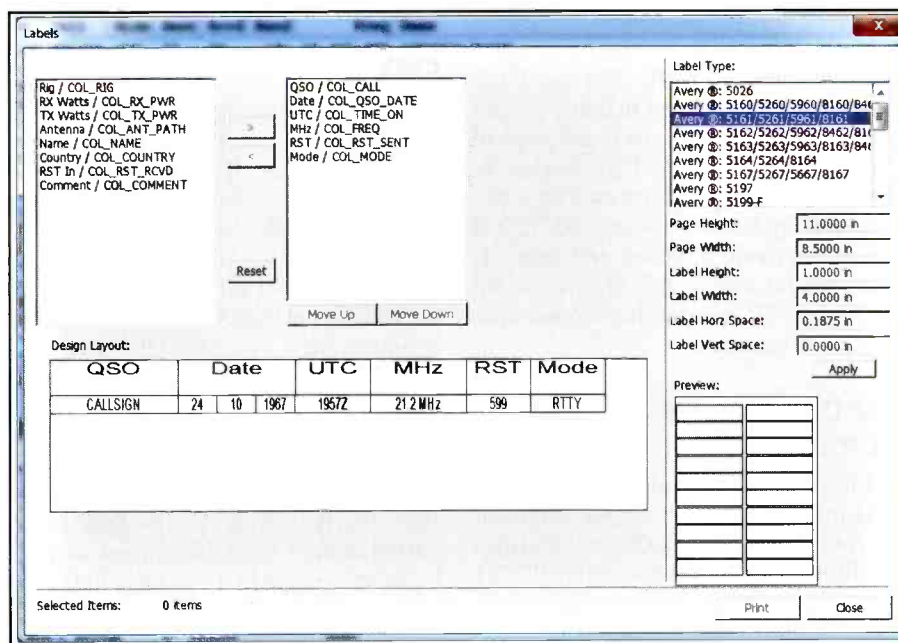 Labels
X
Rig / COL_RIG
RX Watts / COL_RX_PWR
TX Watts / COL_TX_PWR
Antenna / COL_ANT_PATH
Name / COL_NAME
Country / COL_COUNTRY
RST In / COL_RST_RCVD
Comment / COL_COMMENT
<
Reset
QSO / COL_CALL
Date / COL_QSO_DATE
UTC / COL_TIME_ON
MHz / COL_FREQ
RST / COL_RST_SENT
Mode / COL_MODE
Move Up Move Down
Label Type:
Avery ®: 5026
Avery ®: 5160/5260/5960/8160/846
Avery ®: 5161/5261/5961/8161
Avery ®: 5162/5262/5962/8462/816
Avery ®: 5163/5263/5963/8163/846
Avery ®: 5164/5264/8164
Avery ®: 5167/5267/5667/8167
Avery ®: 5197
Avery ®: 5199-F
Page Height: 11.0000 in
Page Width: 8.5000 in
Label Height: 1.0000 in
Label Width: 4.0000 in
Label Horz Space: 0.1875 in
Label Vert Space: 0.0000 in
Apply
Design Layout:
QSO Date UTC MHz RST Mode
CALLSIGN 24 10 1967 1957Z 21.2 MHz 599 RTTY
Preview:
Selected Items: 0 items
Print Close